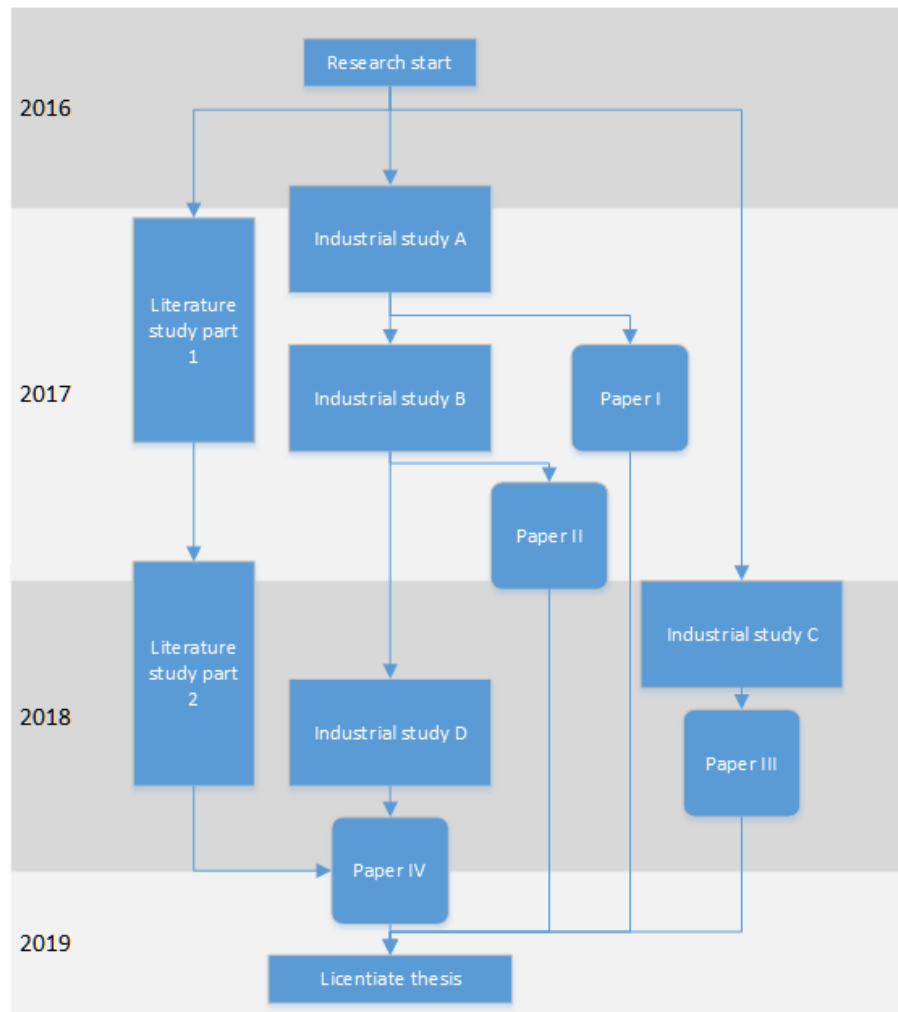 Research start
2016
Industrial study A
Literature
study part
1
2017
Industrial study B
Paper I
Paper II
Literature
study part
2
Industrial study C
2018
Industrial study D
Paper III
Paper IV
2019
Licentiate thesis